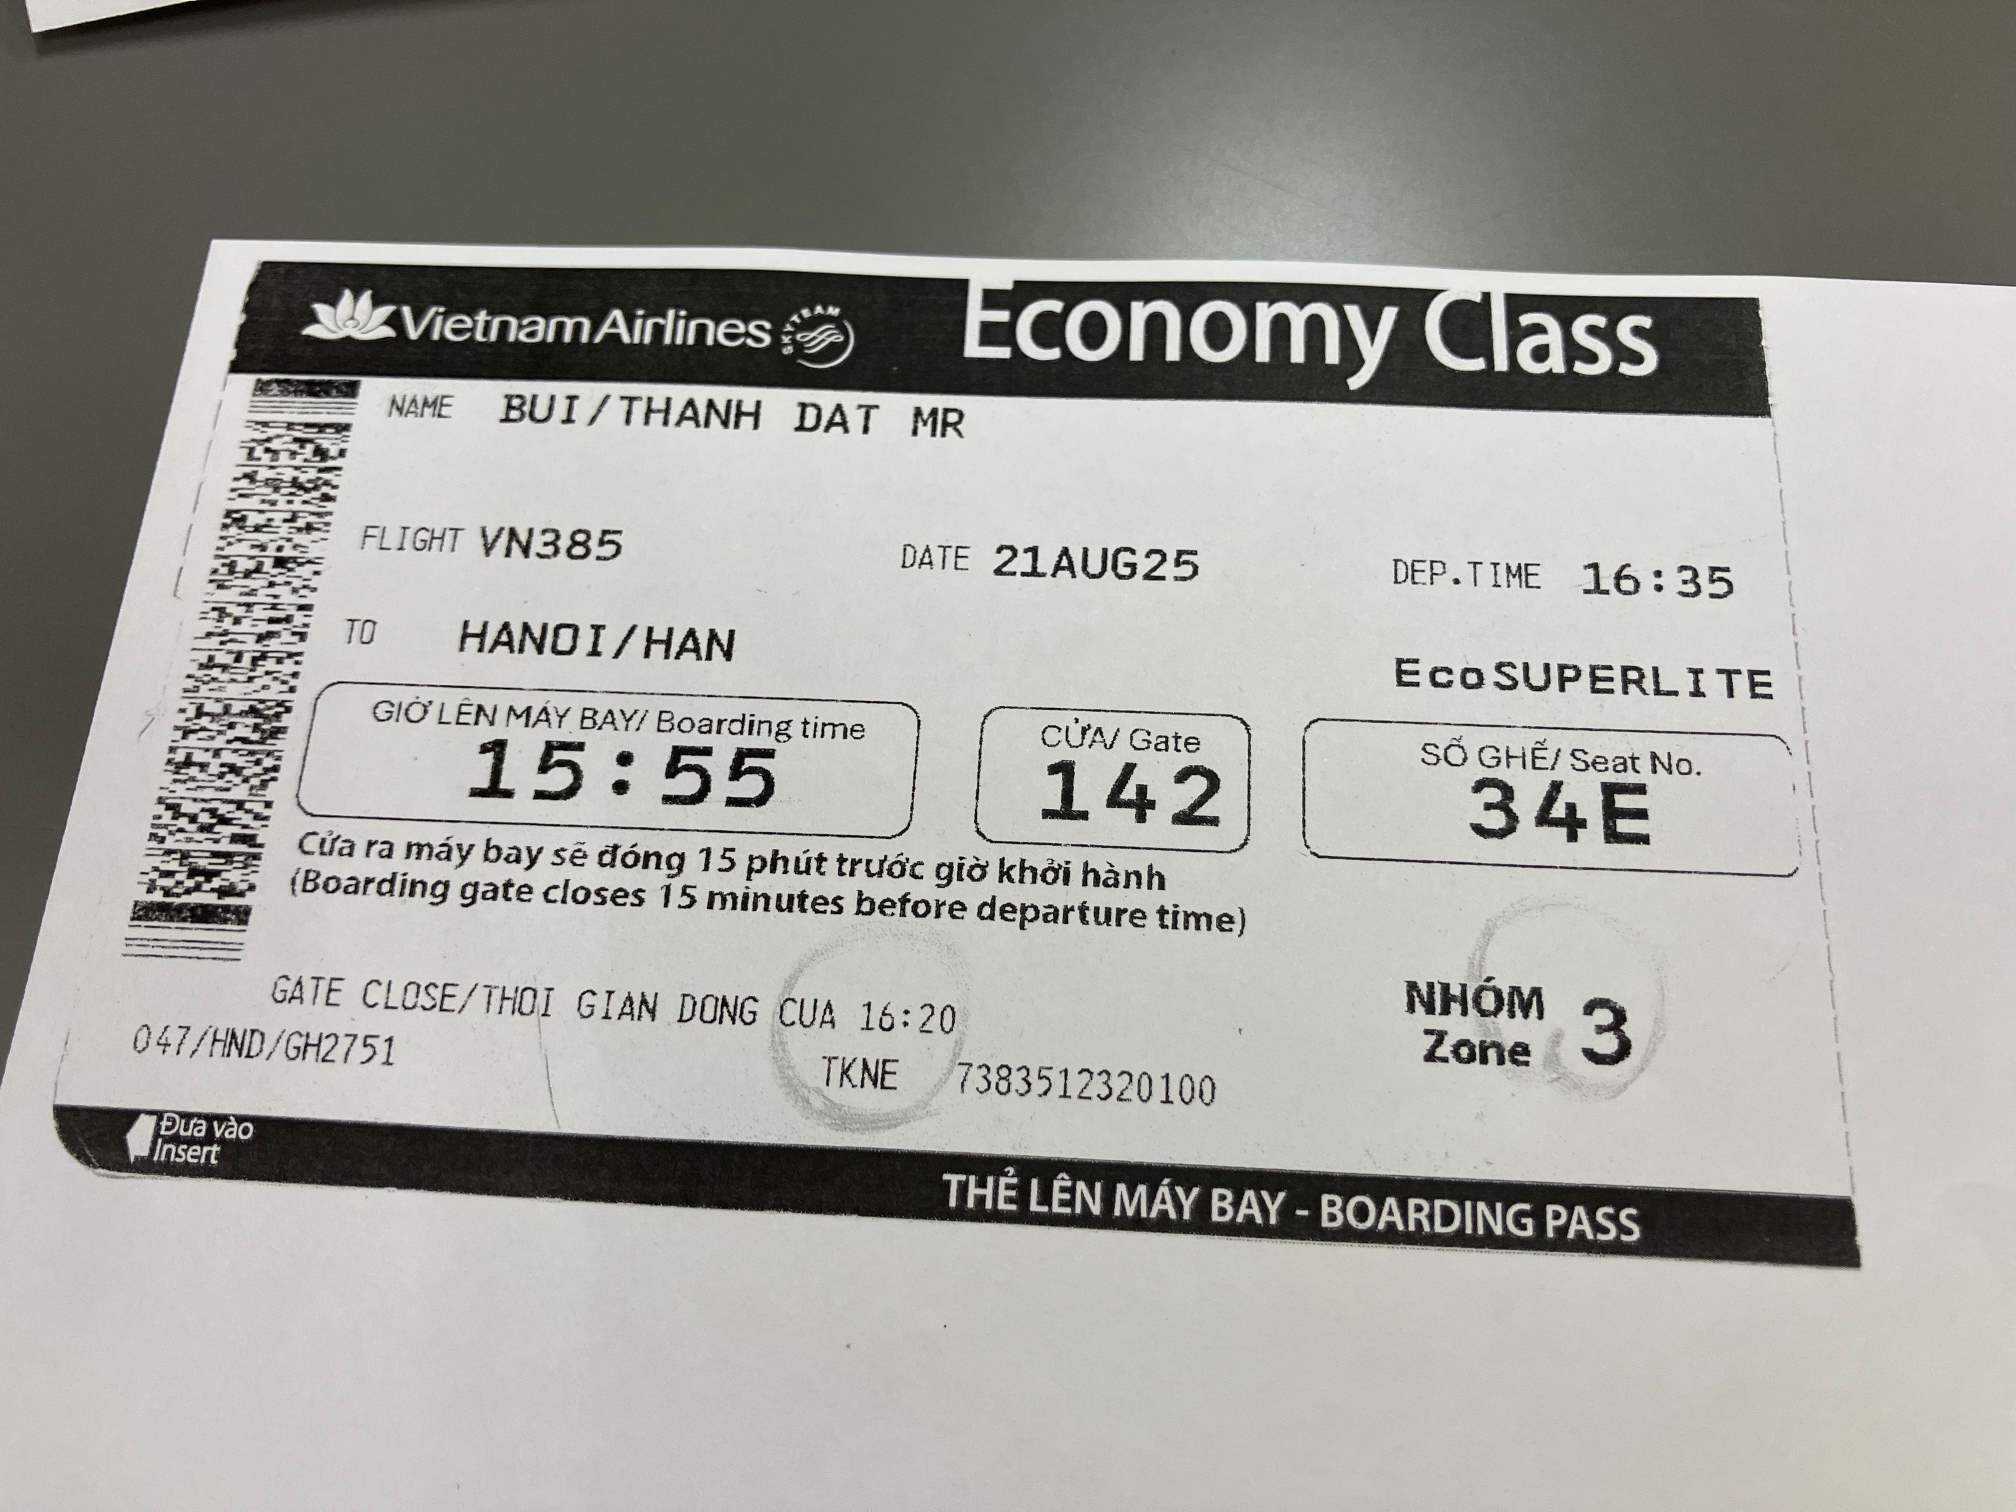 Vietnam Airlines SKYTEAM Economy Class
NAME BUI/THANH DAT MR
FLIGHT VN385 DATE 21AUG25 DEP.TIME 16:35
TO HANOI/HAN
EcoSUPERLITE
GIỜ LÊN MÁY BAY/ Boarding time CỬA/ Gate SỐ GHẾ/ Seat No.
15:55 142 34E
Cửa ra máy bay sẽ đóng 15 phút trước giờ khởi hành
(Boarding gate closes 15 minutes before departure time)
GATE CLOSE/THOI GIAN DONG CUA 16:20
NHÓM
Zone 3
047/HND/GH2751
TKNE 7383512320100
Đưa vào
Insert
THẺ LÊN MÁY BAY - BOARDING PASS